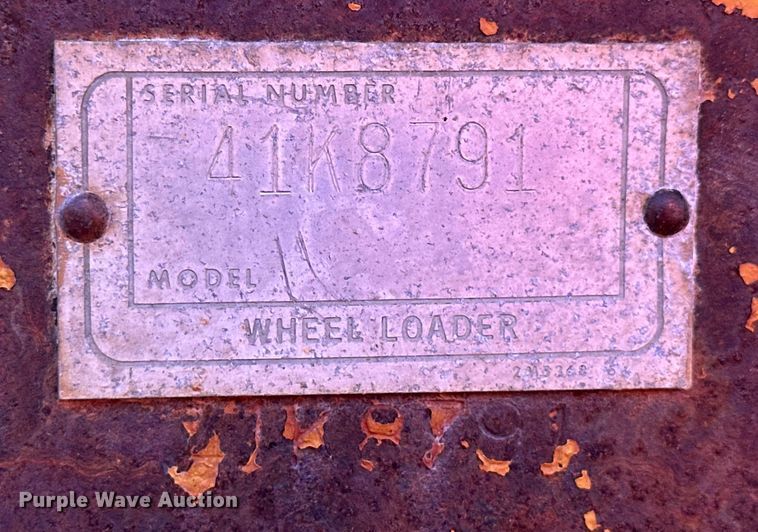 SERIAL NUMBER
41K8791
MODEL
WHEEL LOADER
Purple Wave Auction